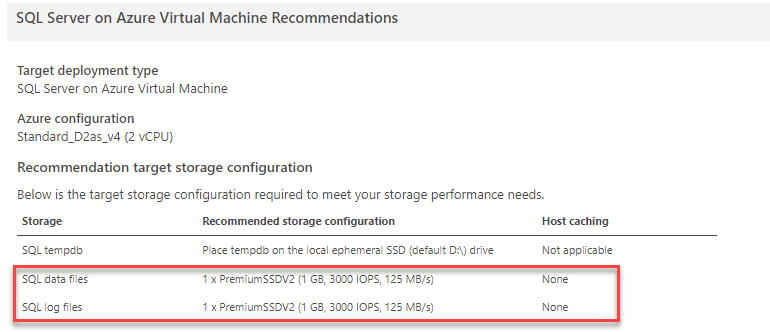 SQL Server on Azure Virtual Machine Recommendations
Target deployment type
SQL Server on Azure Virtual Machine
Azure configuration
Standard_D2as_v4 (2 vCPU)
Recommendation target storage configuration
Below is the target storage configuration required to meet your storage performance needs.
Storage Recommended storage configuration Host caching
SQL tempdb Place tempdb on the local ephemeral SSD (default D:\) drive Not applicable
SQL data files 1 x PremiumSSDV2 (1 GB, 3000 IOPS, 125 MB/s) None
SQL log files 1 x PremiumSSDV2 (1 GB, 3000 IOPS, 125 MB/s) None